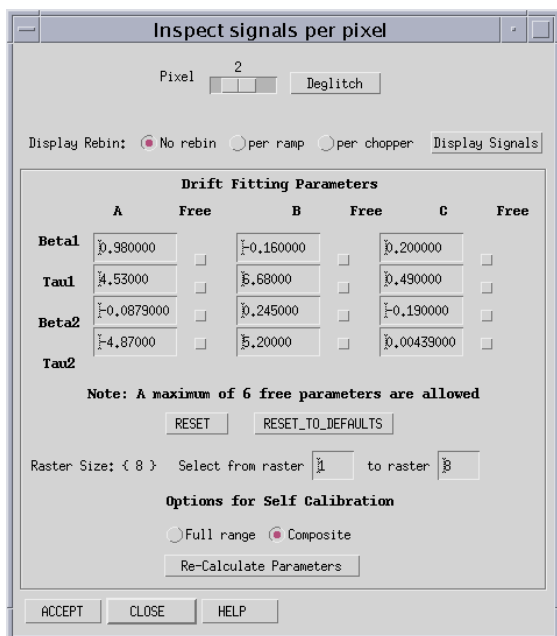 Inspect signals per pixel
Pixel 2 Deglitch
Display Rebin: No rebin per ramp per chopper Display Signals
Drift Fitting Parameters
A Free B Free C Free
Beta1 0.980000 -0.160000 0.200000
Tau1 4.53000 6.68000 0.490000
Beta2 -0.0879000 0.245000 -0.190000
Tau2 -4.87000 5.20000 0.00439000
Note: A maximum of 6 free parameters are allowed
RESET RESET_TO_DEFAULTS
Raster Size: { 8 } Select from raster 1 to raster 8
Options for Self Calibration
Full range Composite
Re-Calculate Parameters
ACCEPT CLOSE HELP